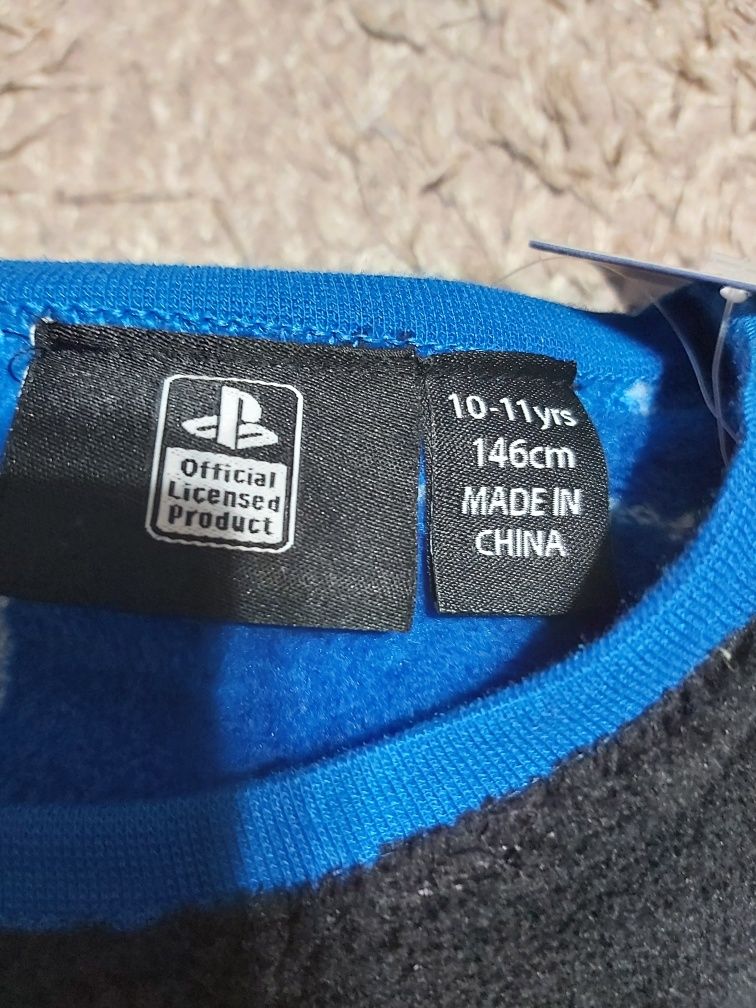 Official
Licensed
Product
10-11yrs
146cm
MADE IN
CHINA